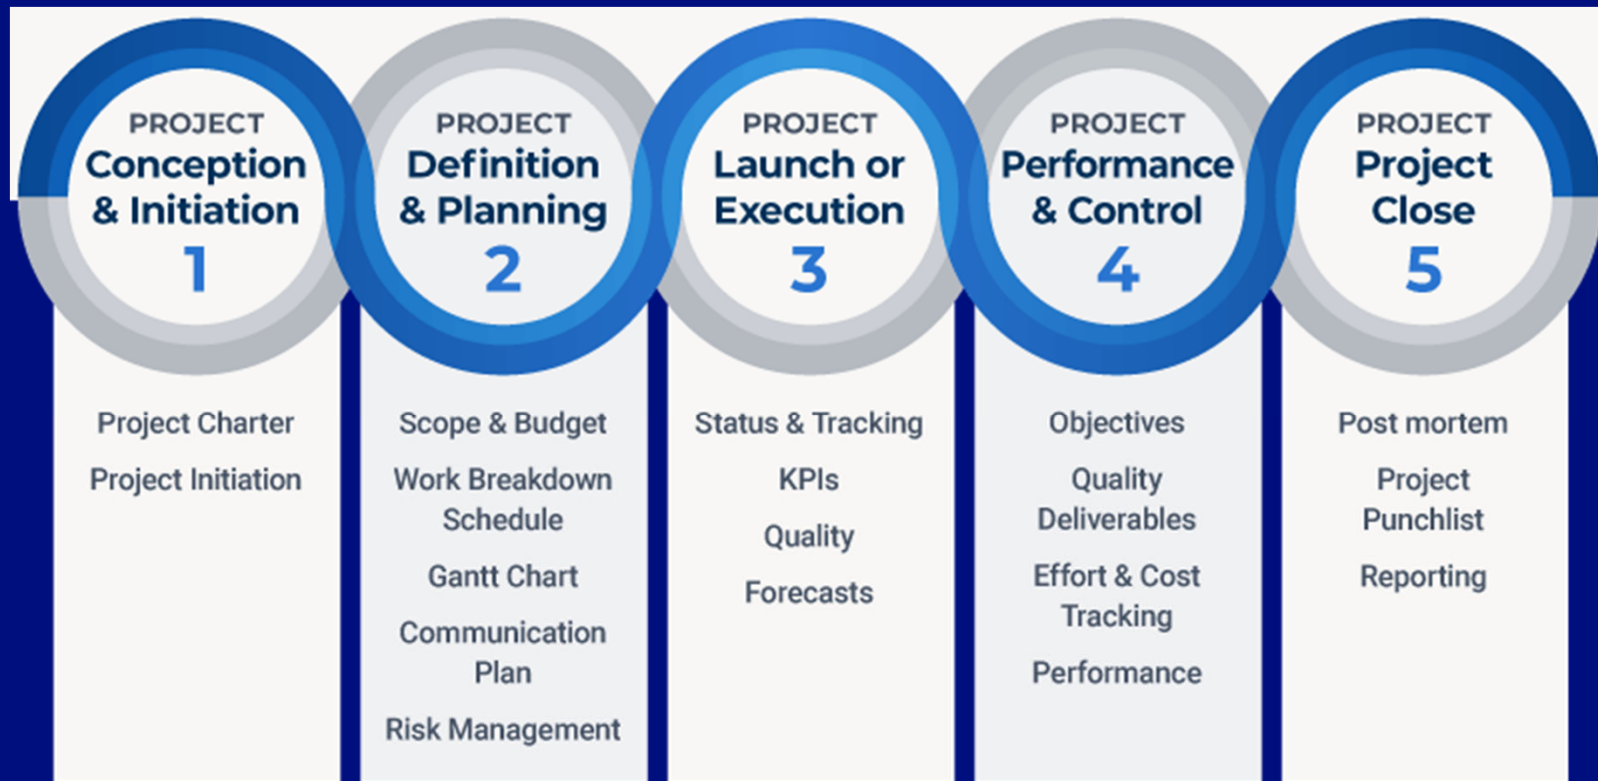 PROJECT
Conception
& Initiation
1
Project Charter
Project Initiation
PROJECT
Definition
& Planning
2
Scope & Budget
Work Breakdown
Schedule
Gantt Chart
Communication
Plan
Risk Management
PROJECT
Launch or
Execution
3
Status & Tracking
KPIs
Quality
Forecasts
PROJECT
Performance
& Control
4
Objectives
Quality
Deliverables
Effort & Cost
Tracking
Performance
PROJECT
Project
Close
5
Post mortem
Project
Punchlist
Reporting